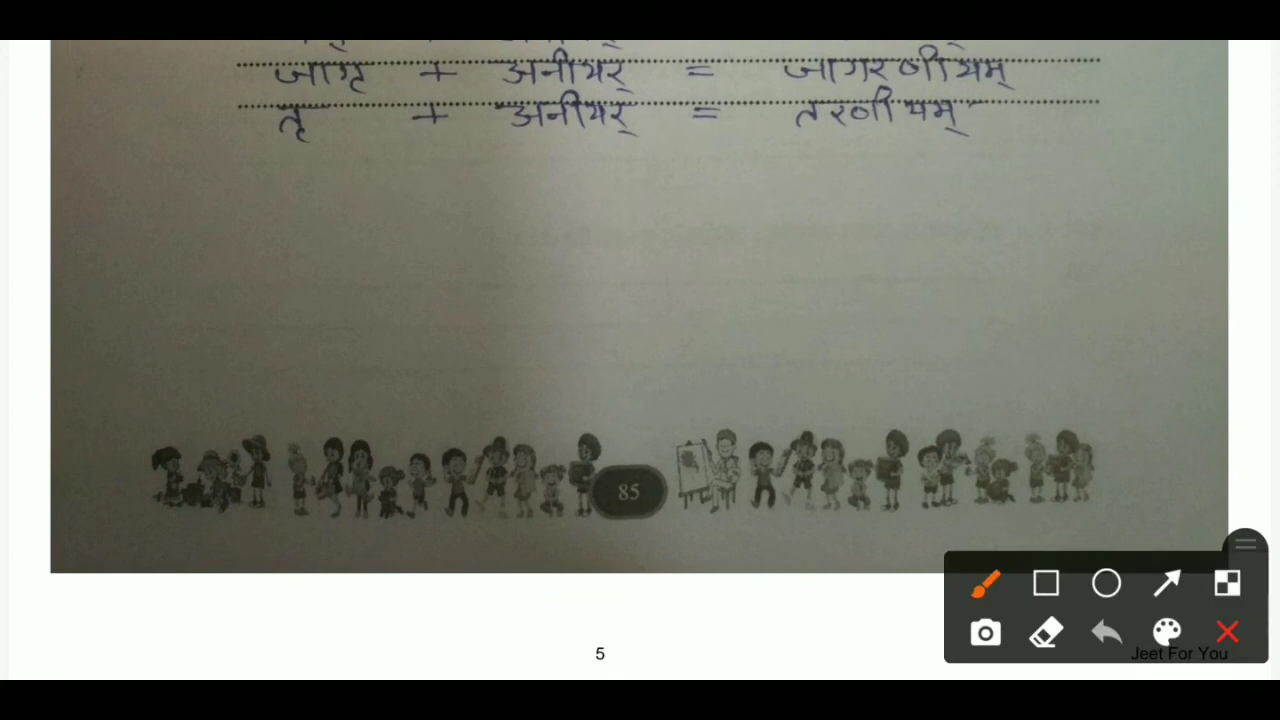 जागृ + अनीयर् = जागरणीयम्
तृ + अनीयर् = तरणीयम्
85
5
Jeet For You